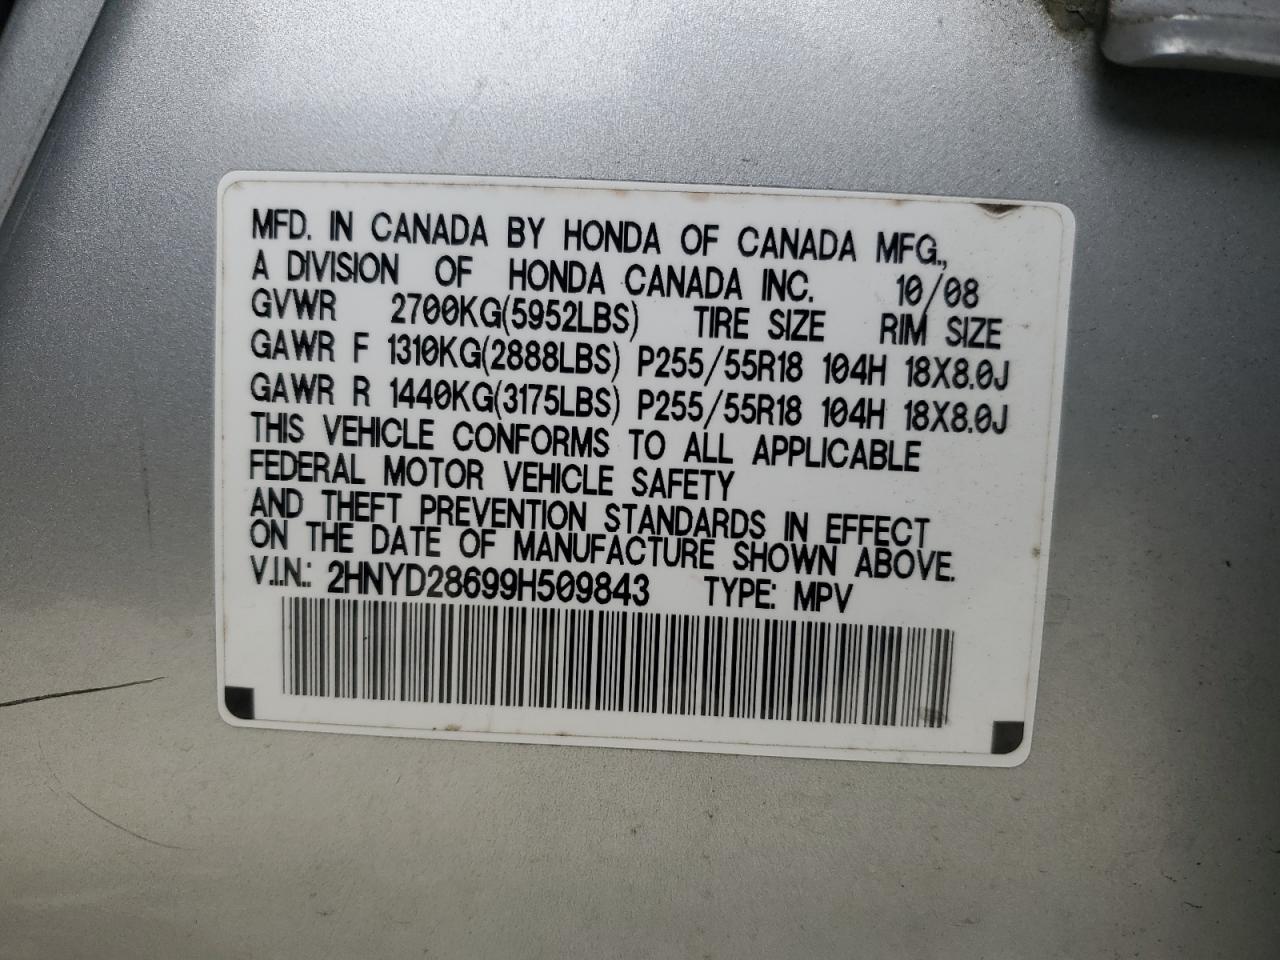 MFD. IN CANADA BY HONDA OF CANADA MFG.,
A DIVISION OF HONDA CANADA INC. 10/08
GVWR 2700KG(5952LBS) TIRE SIZE RIM SIZE
GAWR F 1310KG(2888LBS) P255/55R18 104H 18X8.0J
GAWR R 1440KG(3175LBS) P255/55R18 104H 18X8.0J
THIS VEHICLE CONFORMS TO ALL APPLICABLE
FEDERAL MOTOR VEHICLE SAFETY
AND THEFT PREVENTION STANDARDS IN EFFECT
ON THE DATE OF MANUFACTURE SHOWN ABOVE.
V.I.N.: 2HNYD28699H509843 TYPE: MPV